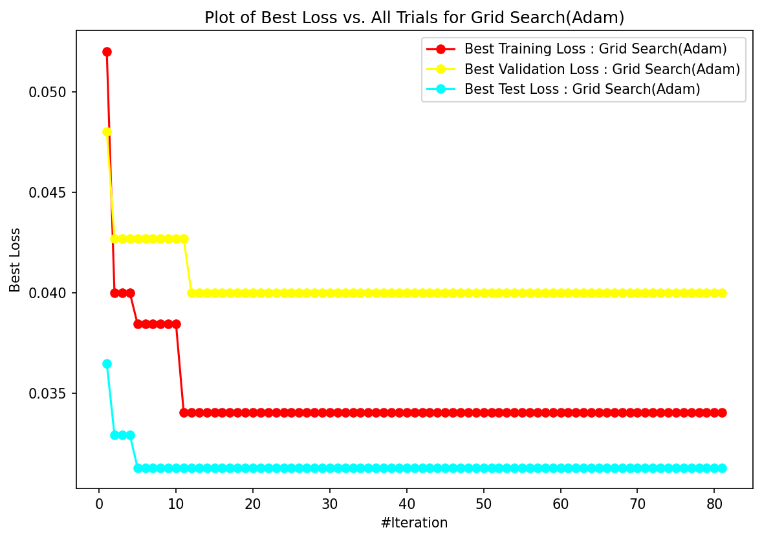 Plot of Best Loss vs. All Trials for Grid Search(Adam)
Best Training Loss : Grid Search(Adam)
Best Validation Loss : Grid Search(Adam)
Best Test Loss : Grid Search(Adam)
Best Loss
0.050
0.045
0.040
0.035
0 10 20 30 40 50 60 70 80
#Iteration